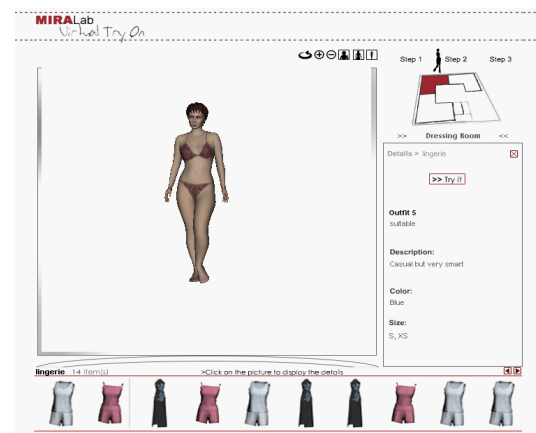 MIRALab
Virtual Try On
Step 1
Step 2
Step 3
>> Dressing Room <<
Details > lingerie
>> Try it
Outfit 5
suitable
Description:
Casual but very smart
Color:
Blue
Size:
S, XS
lingerie 14 item(s)
>Click on the picture to display the details